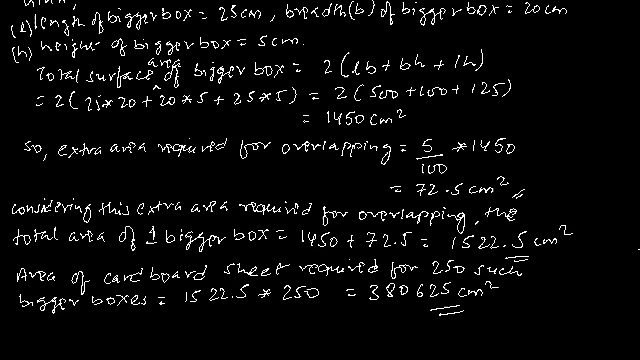 (l) length of bigger box = 25cm, breadth(b) of bigger box = 20 cm
(h) height of bigger box = 5 cm.
Total surface area of bigger box = 2(lb + bh + lh)
= 2(25*20 + 20*5 + 25*5) = 2(500+100+125)
= 1450 cm²
So, extra area required for overlapping = 5/100 * 1450
= 72.5 cm²
considering this extra area required for overlapping, the
total area of 1 bigger box = 1450 + 72.5 = 1522.5 cm²
Area of cardboard sheet required for 250 such
bigger boxes = 1522.5 * 250 = 380625 cm²